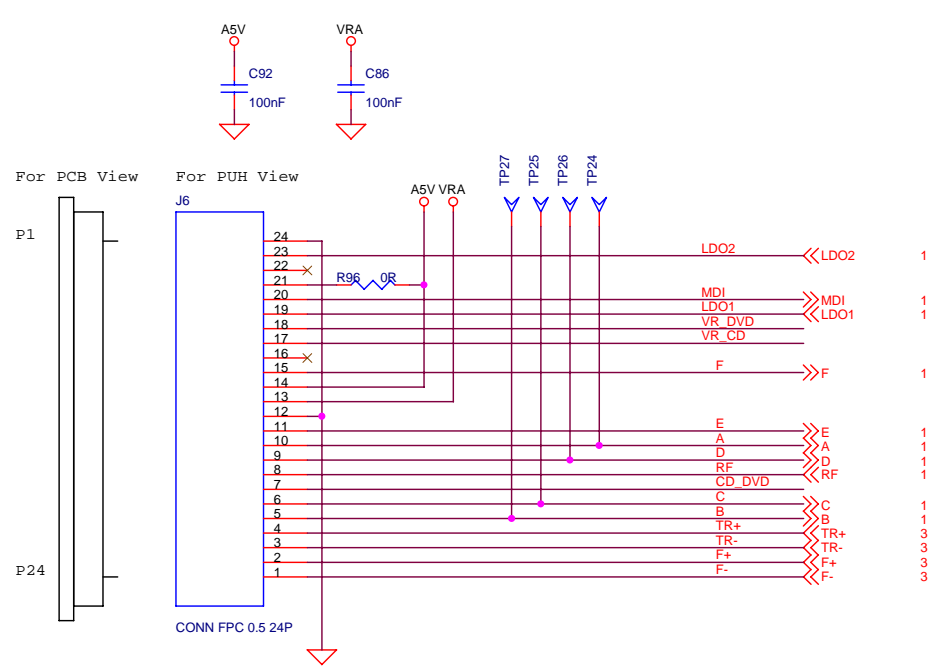 A5V VRA
C92 C86
100nF 100nF
For PCB View For PUH View
TP27 TP25 TP26 TP24
J6
A5V VRA
P1
24
23 LDO2 LDO2 1
22
21 R96 0R
20 MDI MDI 1
19 LDO1 LDO1 1
18 VR_DVD
17 VR_CD
16
15 F F 1
14
13
12
11 E E 1
10 A A 1
9 D D 1
8 RF RF 1
7 CD_DVD
6 C C 1
5 B B 1
4 TR+ TR+ 3
3 TR- TR- 3
2 F+ F+ 3
1 F- F- 3
P24
CONN FPC 0.5 24P